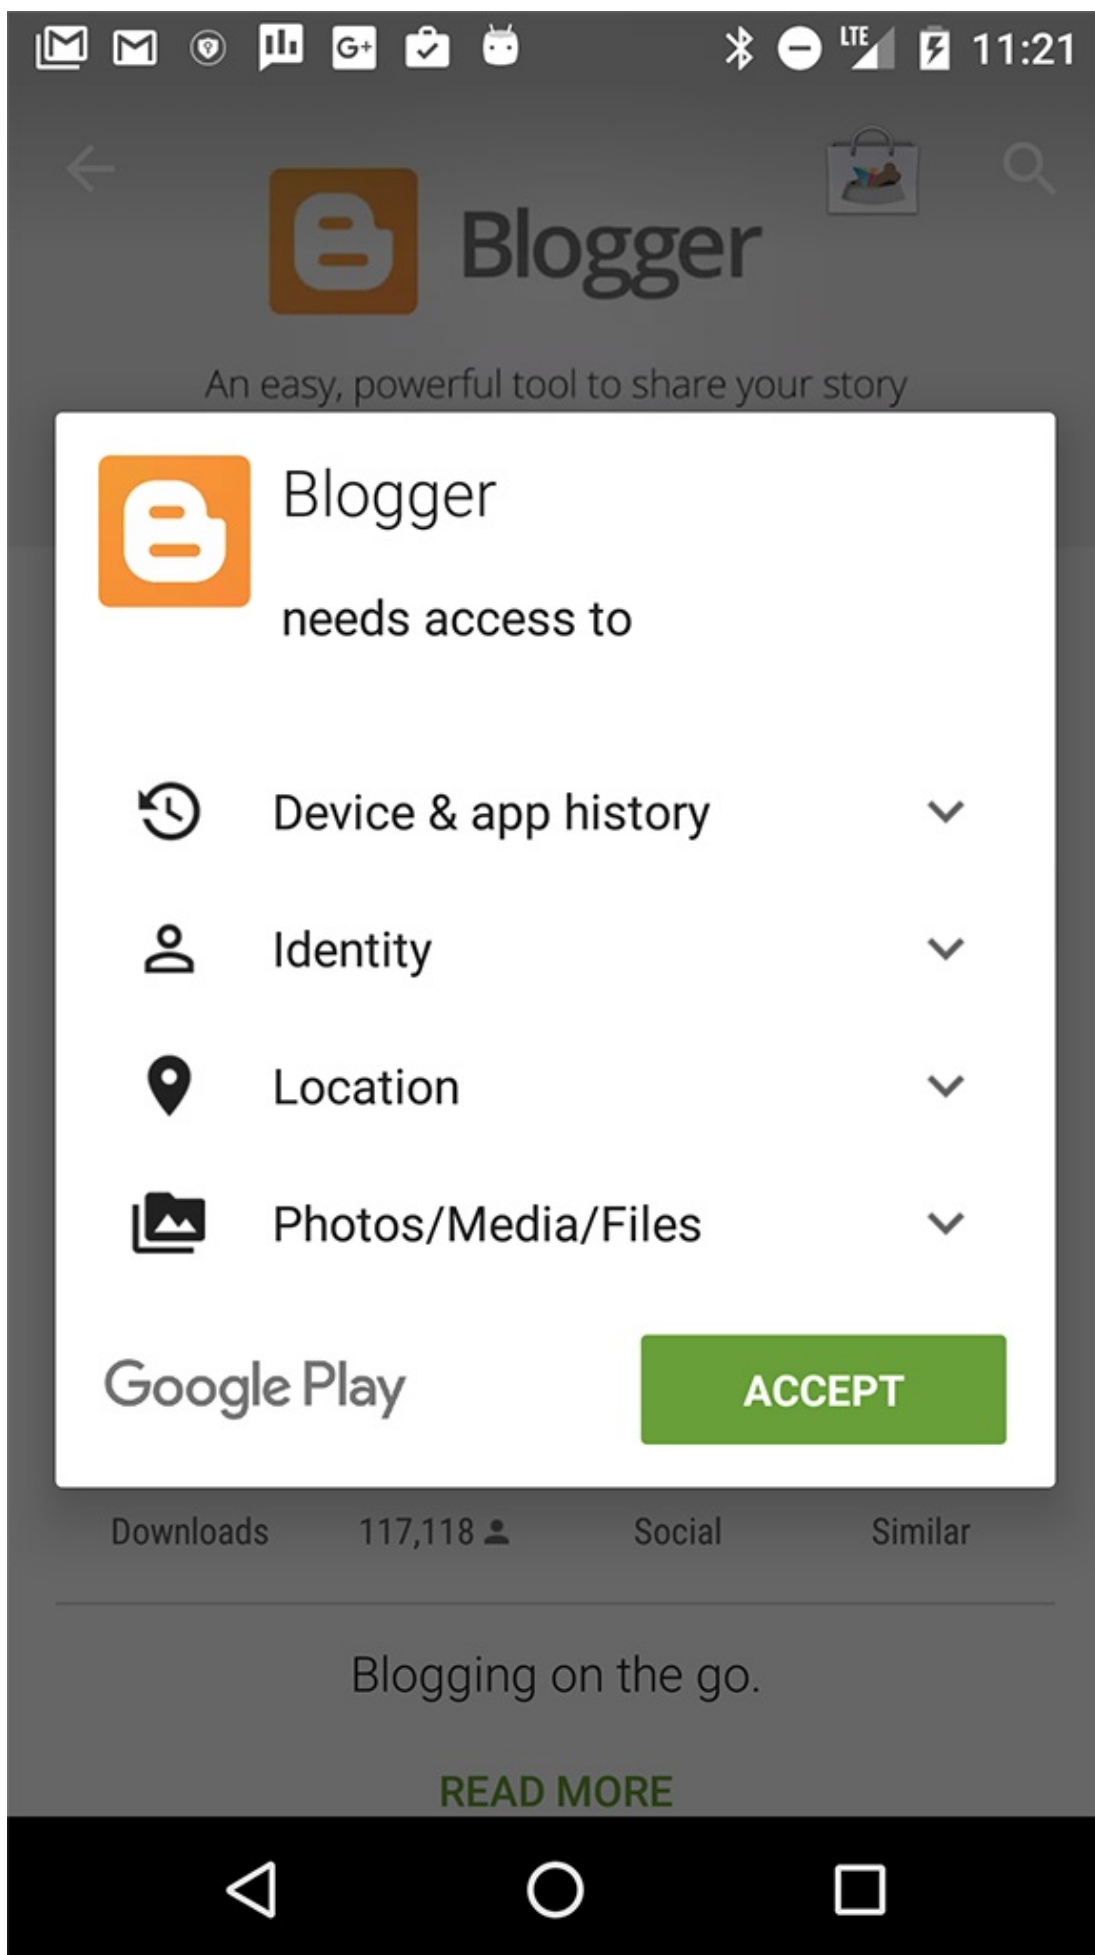 LTE 11:21
Blogger
An easy, powerful tool to share your story
Blogger
needs access to
Device & app history
Identity
Location
Photos/Media/Files
Google Play
ACCEPT
Downloads 117,118 Social Similar
Blogging on the go.
READ MORE